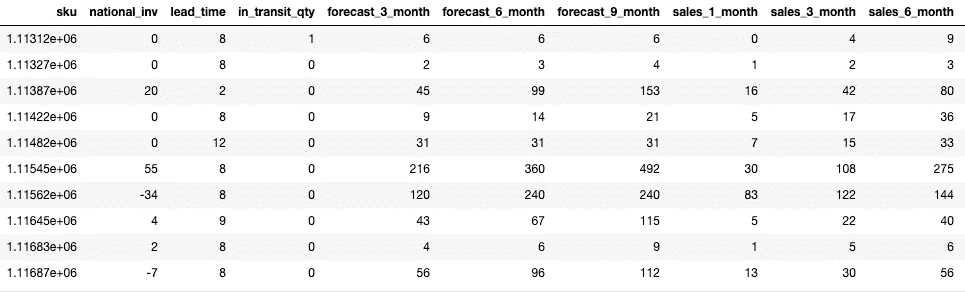 sku national_inv lead_time in_transit_qty forecast_3_month forecast_6_month forecast_9_month sales_1_month sales_3_month sales_6_month
1.11312e+06 0 8 1 6 6 6 0 4 9
1.11327e+06 0 8 0 2 3 4 1 2 3
1.11387e+06 20 2 0 45 99 153 16 42 80
1.11422e+06 0 8 0 9 14 21 5 17 36
1.11482e+06 0 12 0 31 31 31 7 15 33
1.11545e+06 55 8 0 216 360 492 30 108 275
1.11562e+06 -34 8 0 120 240 240 83 122 144
1.11645e+06 4 9 0 43 67 115 5 22 40
1.11683e+06 2 8 0 4 6 9 1 5 6
1.11687e+06 -7 8 0 56 96 112 13 30 56